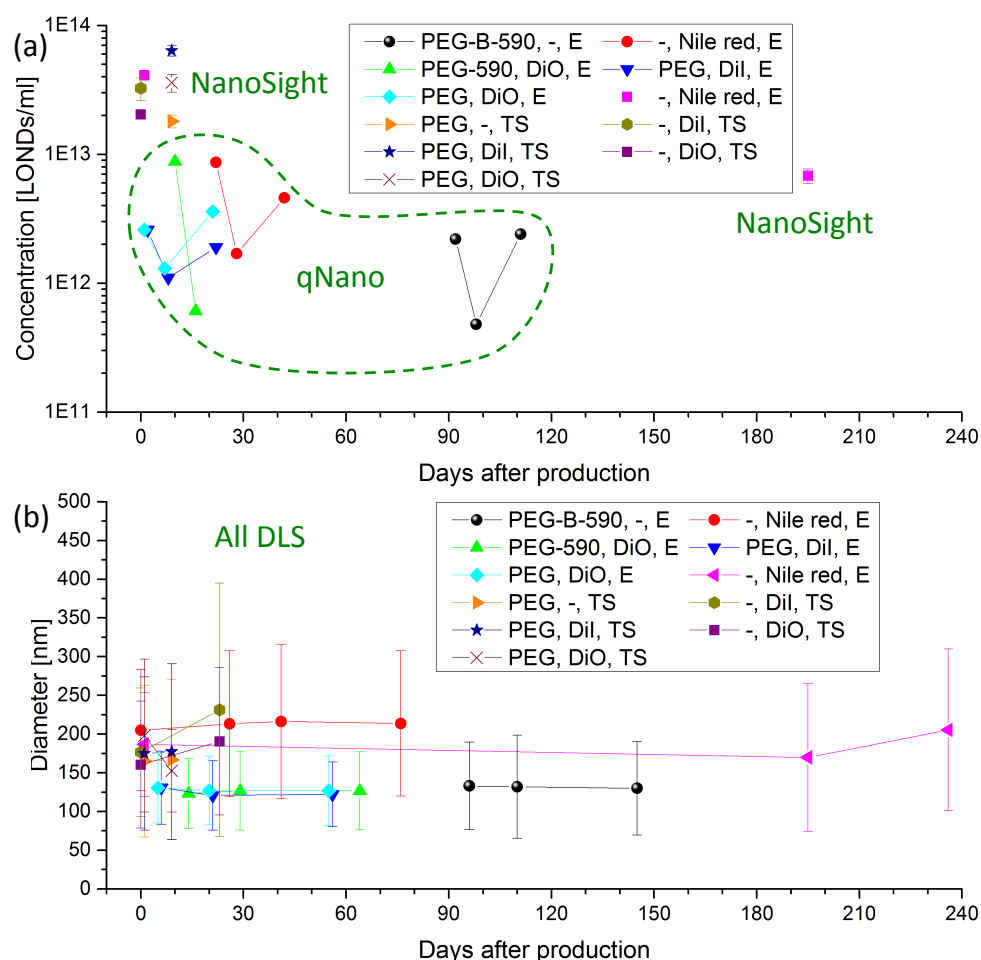 (a)
1E14
1E13
1E12
1E11
Concentration [LONDs/ml]
PEG-B-590, -, E
-, Nile red, E
PEG-590, DiO, E
PEG, DiI, E
PEG, DiO, E
-, Nile red, E
PEG, -, TS
-, DiI, TS
PEG, DiI, TS
-, DiO, TS
PEG, DiO, TS
NanoSight
NanoSight
qNano
0 30 60 90 120 150 180 210 240
Days after production
(b)
500
450
400
350
300
250
200
150
100
50
0
Diameter [nm]
All DLS
PEG-B-590, -, E
-, Nile red, E
PEG-590, DiO, E
PEG, DiI, E
PEG, DiO, E
-, Nile red, E
PEG, -, TS
-, DiI, TS
PEG, DiI, TS
-, DiO, TS
PEG, DiO, TS
0 30 60 90 120 150 180 210 240
Days after production